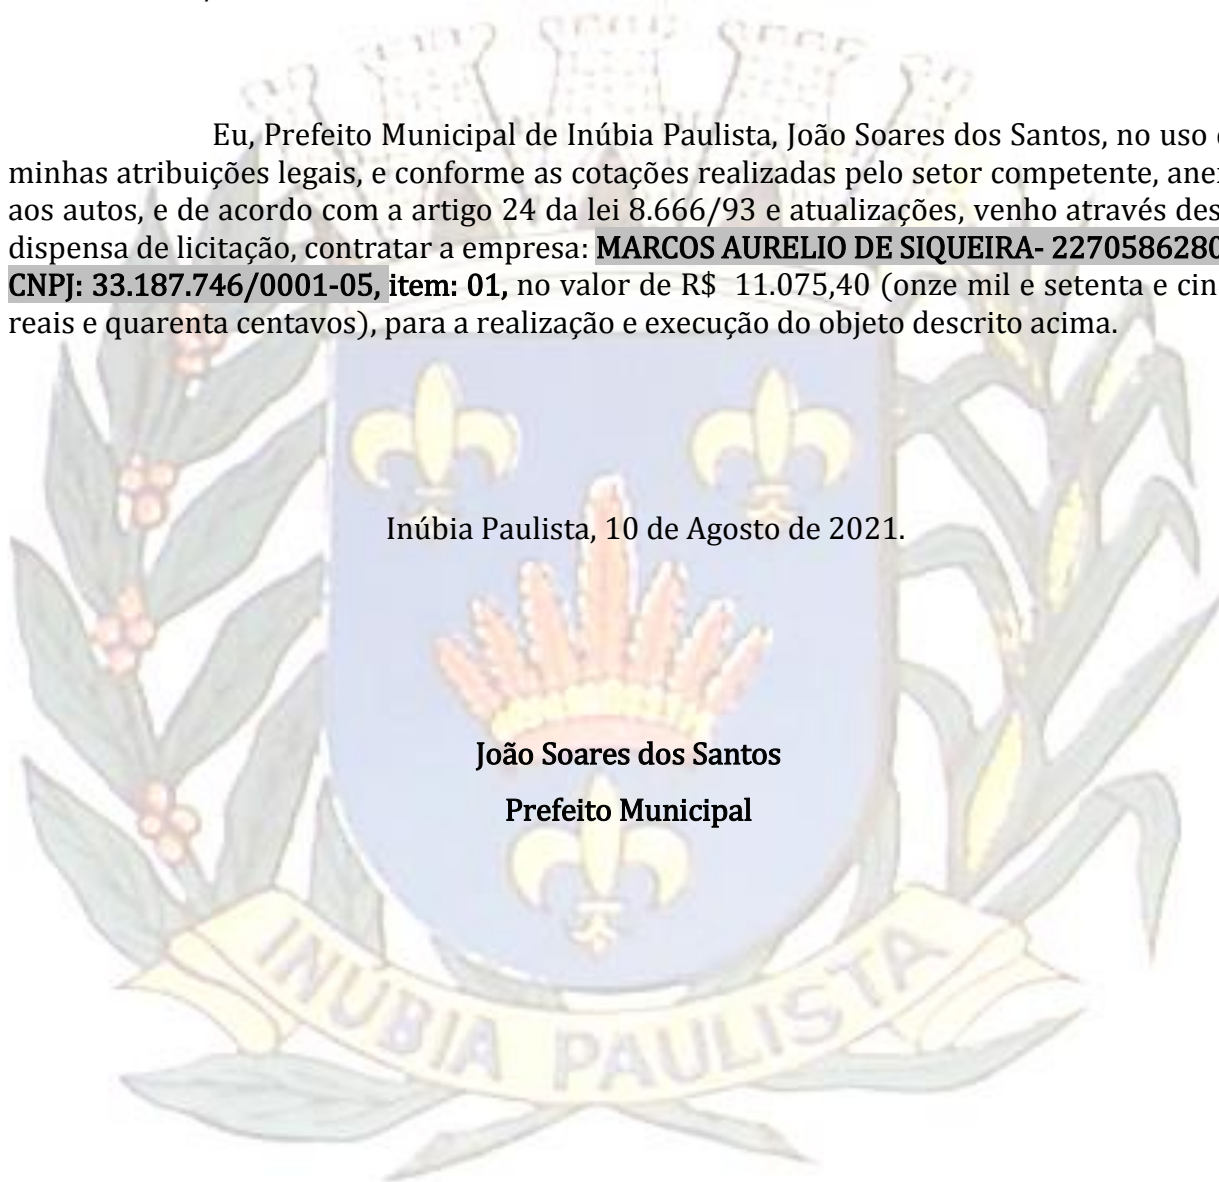 Eu, Prefeito Municipal de Inúbia Paulista, João Soares dos Santos, no uso
minhas atribuições legais, e conforme as cotações realizadas pelo setor competente,
aos autos, e de acordo com a artigo 24 da lei 8.666/93 e atualizações, venho através
dispensa de licitação, contratar a empresa: MARCOS AURELIO DE SIQUEIRA- 2270586280
CNPJ: 33.187.746/0001-05, item: 01, no valor de R$ 11.075,40 (onze mil e setenta e
reais e quarenta centavos), para a realização e execução do objeto descrito acima.
Inúbia Paulista, 10 de Agosto de 2021.
João Soares dos Santos
Prefeito Municipal
INÚBIA PAULISTA